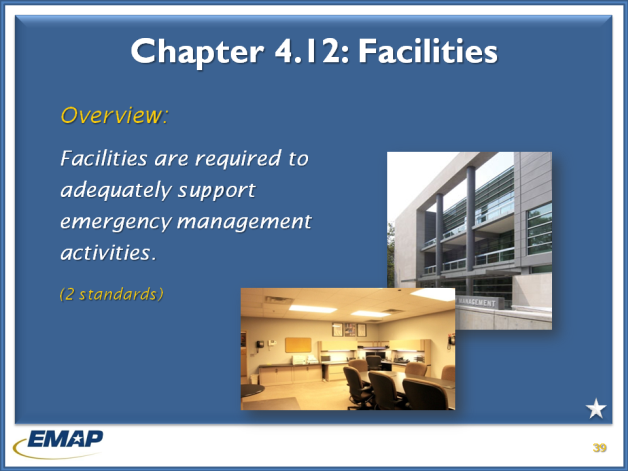 Chapter 4.12: Facilities
Overview:
Facilities are required to
adequately support
emergency management
activities.
(2 standards)
MANAGEMENT
EMAP
39